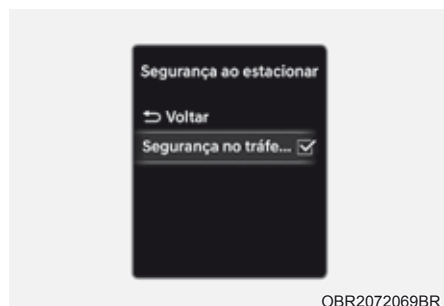 Segurança ao estacionar
⮌ Voltar
Segurança no tráfe... ☑
OBR2072069BR